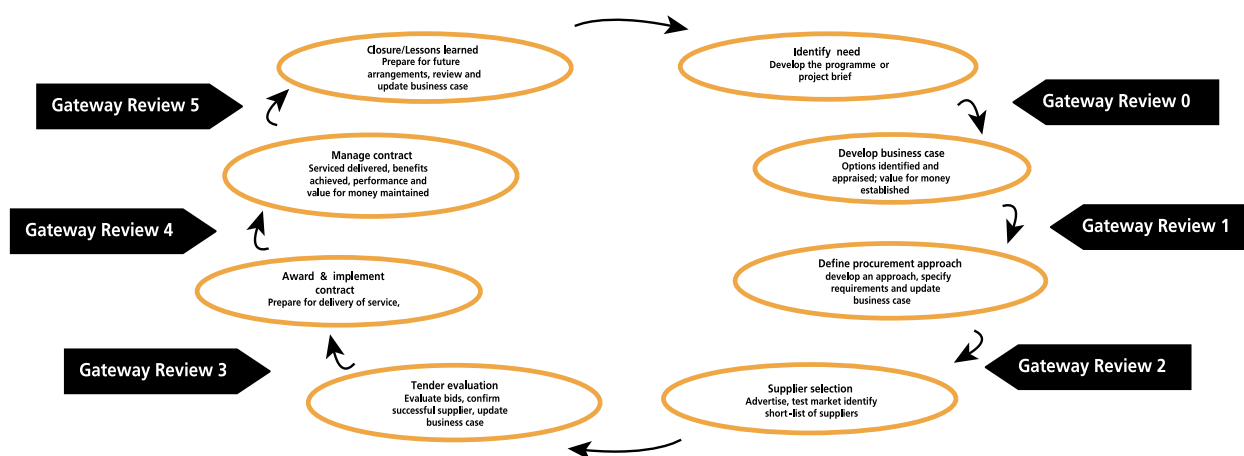 Identify need
Develop the programme or
project brief
Gateway Review 0
Develop business case
Options identified and
appraised; value for money
established
Gateway Review 1
Define procurement approach
develop an approach, specify
requirements and update
business case
Gateway Review 2
Supplier selection
Advertise, test market identify
short-list of suppliers
Tender evaluation
Evaluate bids, confirm
successful supplier, update
business case
Gateway Review 3
Award & implement
contract
Prepare for delivery of service,
Gateway Review 4
Manage contract
Serviced delivered, benefits
achieved, performance and
value for money maintained
Gateway Review 5
Closure/Lessons learned
Prepare for future
arrangements, review and
update business case